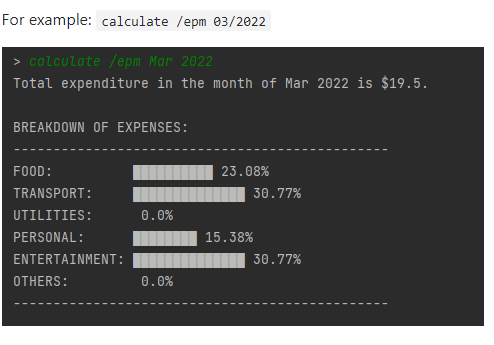 For example: calculate /epm 03/2022
> calculate /epm Mar 2022
Total expenditure in the month of Mar 2022 is $19.5.
BREAKDOWN OF EXPENSES:
-----------------------------------------------
FOOD: 23.08%
TRANSPORT: 30.77%
UTILITIES: 0.0%
PERSONAL: 15.38%
ENTERTAINMENT: 30.77%
OTHERS: 0.0%
-----------------------------------------------